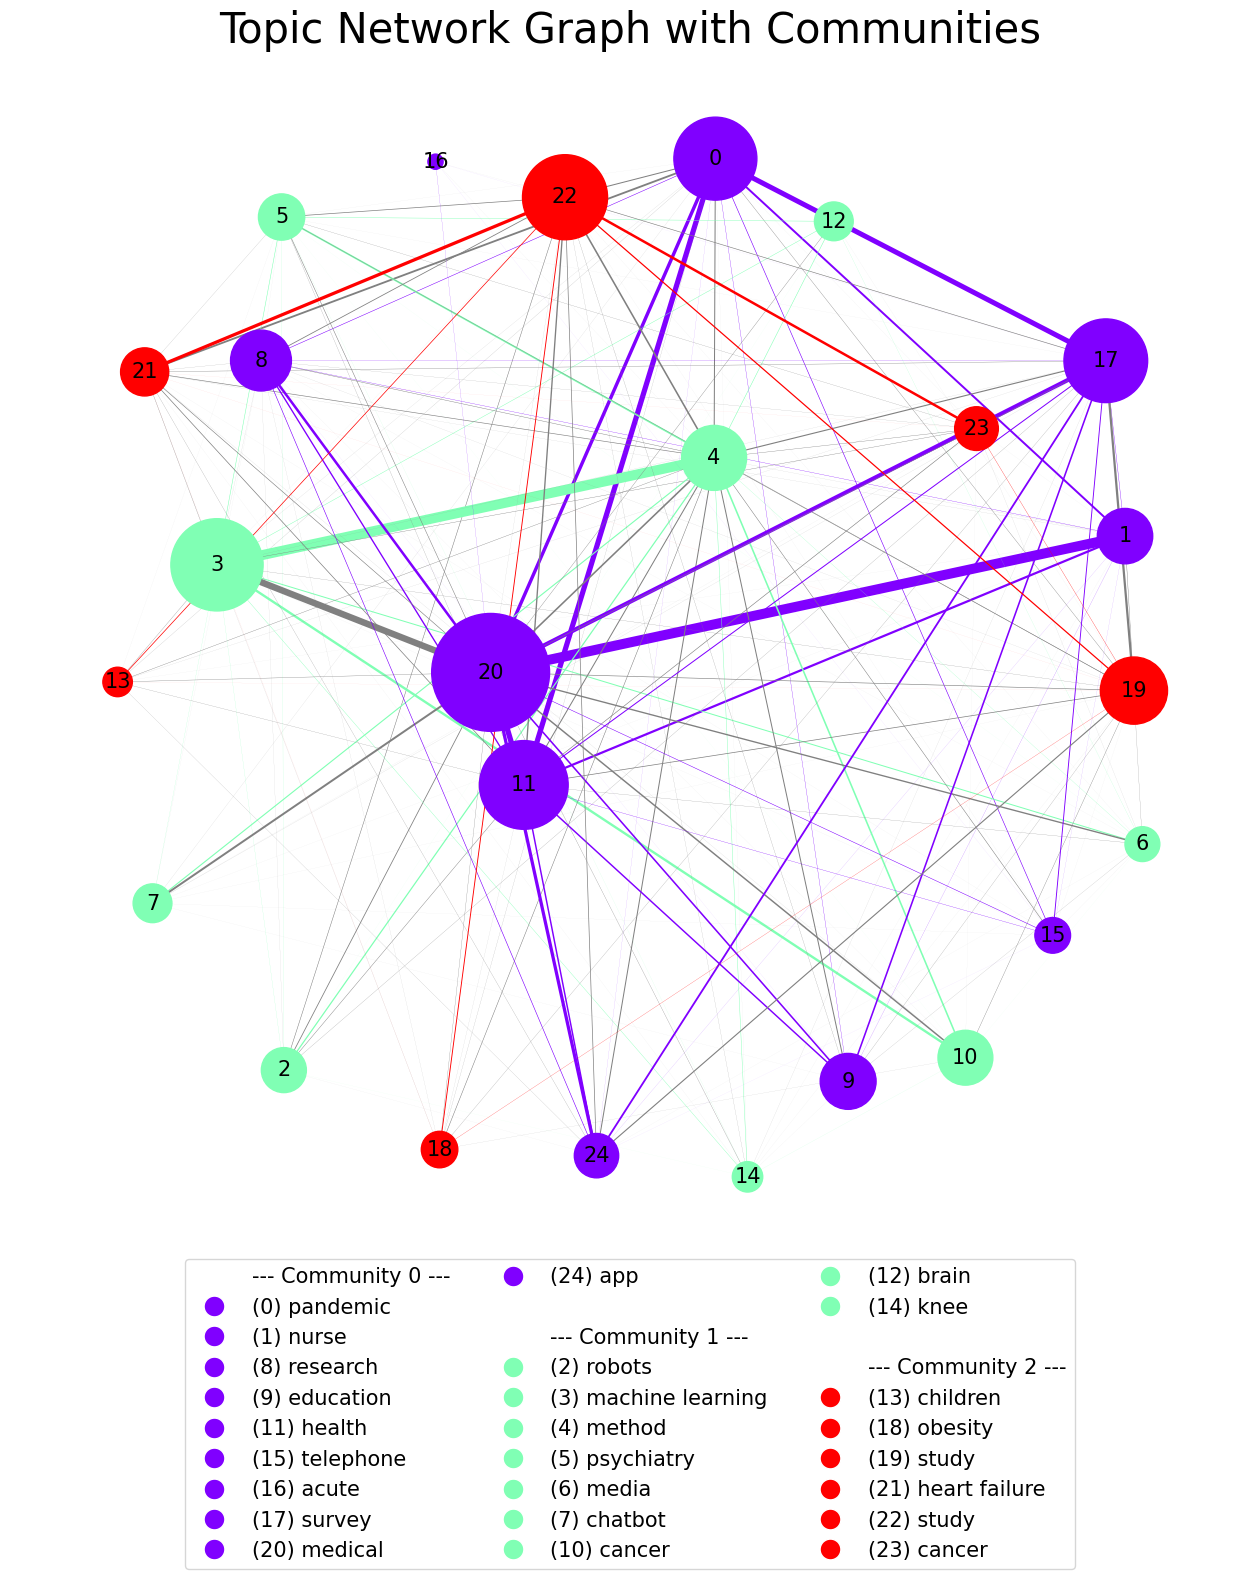 Topic Network Graph with Communities
0
16
22
5
12
8
17
21
23
4
1
3
20
13
19
11
6
7
15
10
2
9
18
24
14
--- Community 0 ---
(0) pandemic
(1) nurse
(8) research
(9) education
(11) health
(15) telephone
(16) acute
(17) survey
(20) medical
(24) app
--- Community 1 ---
(2) robots
(3) machine learning
(4) method
(5) psychiatry
(6) media
(7) chatbot
(10) cancer
(12) brain
(14) knee
--- Community 2 ---
(13) children
(18) obesity
(19) study
(21) heart failure
(22) study
(23) cancer